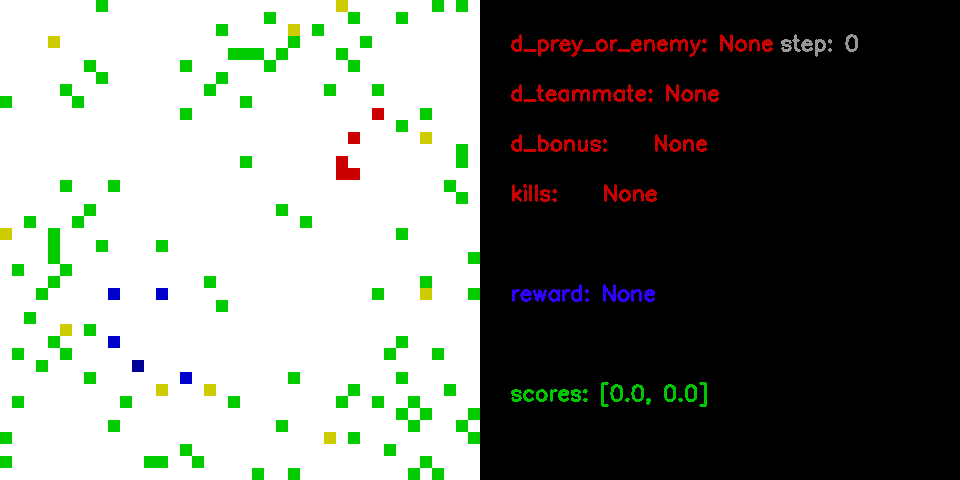 d_prey_or_enemy: None step: 0
d_teammate: None
d_bonus: None
kills: None
reward: None
scores: [0.0, 0.0]